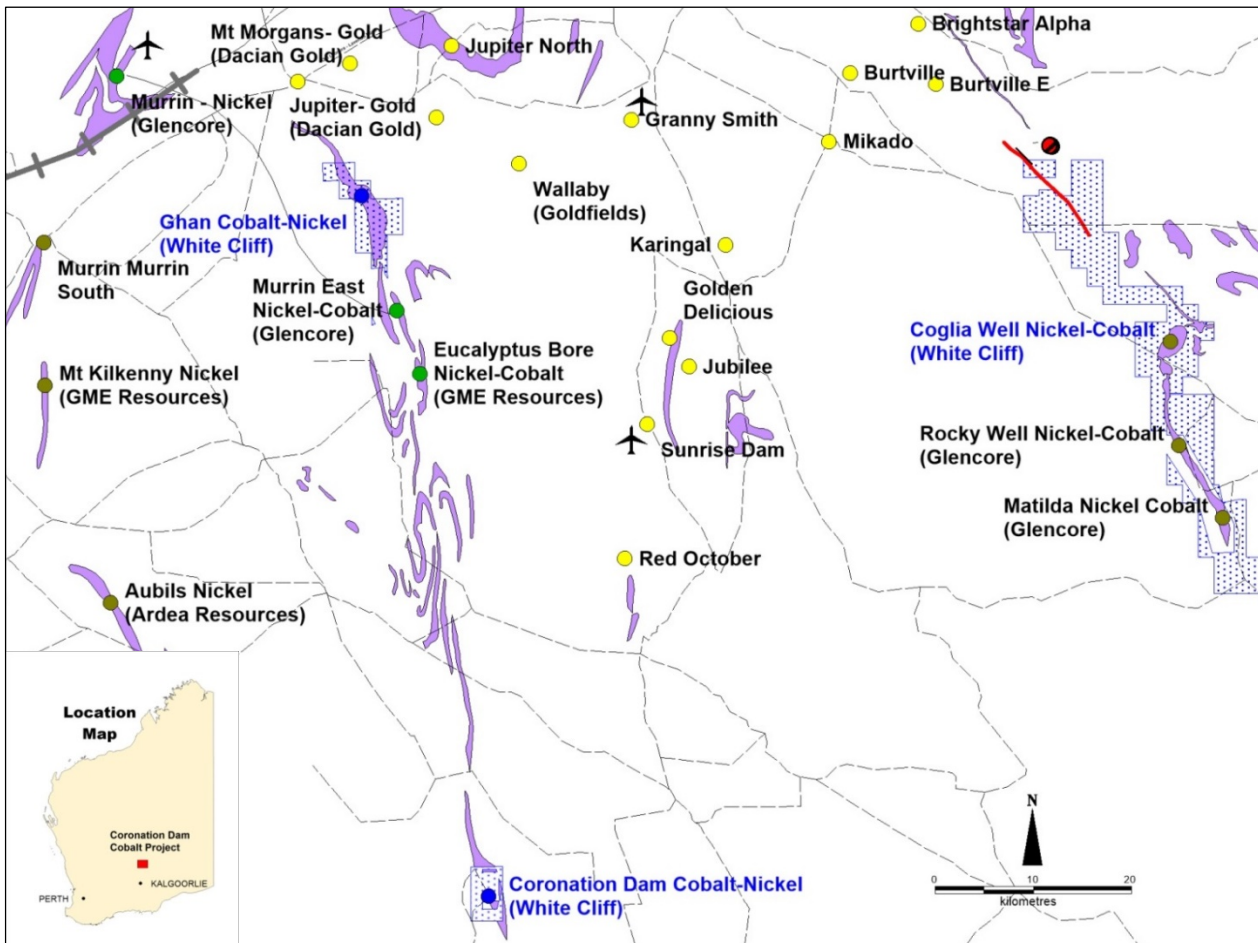 Mt Morgans- Gold
(Dacian Gold)
Jupiter North
Brightstar Alpha
Murrin - Nickel
(Glencore)
Jupiter- Gold
(Dacian Gold)
Granny Smith
Burtville
Burtville E
Mikado
Wallaby
(Goldfields)
Ghan Cobalt-Nickel
(White Cliff)
Karingal
Murrin Murrin
South
Murrin East
Nickel-Cobalt
(Glencore)
Golden
Delicious
Coglia Well Nickel-Cobalt
(White Cliff)
Mt Kilkenny Nickel
(GME Resources)
Eucalyptus Bore
Nickel-Cobalt
(GME Resources)
Jubilee
Sunrise Dam
Rocky Well Nickel-Cobalt
(Glencore)
Matilda Nickel Cobalt
(Glencore)
Red October
Aubils Nickel
(Ardea Resources)
Location
Map
Coronation Dam
Cobalt Project
KALGOORLIE
PERTH
Coronation Dam Cobalt-Nickel
(White Cliff)
N
0 10 20
kilometres